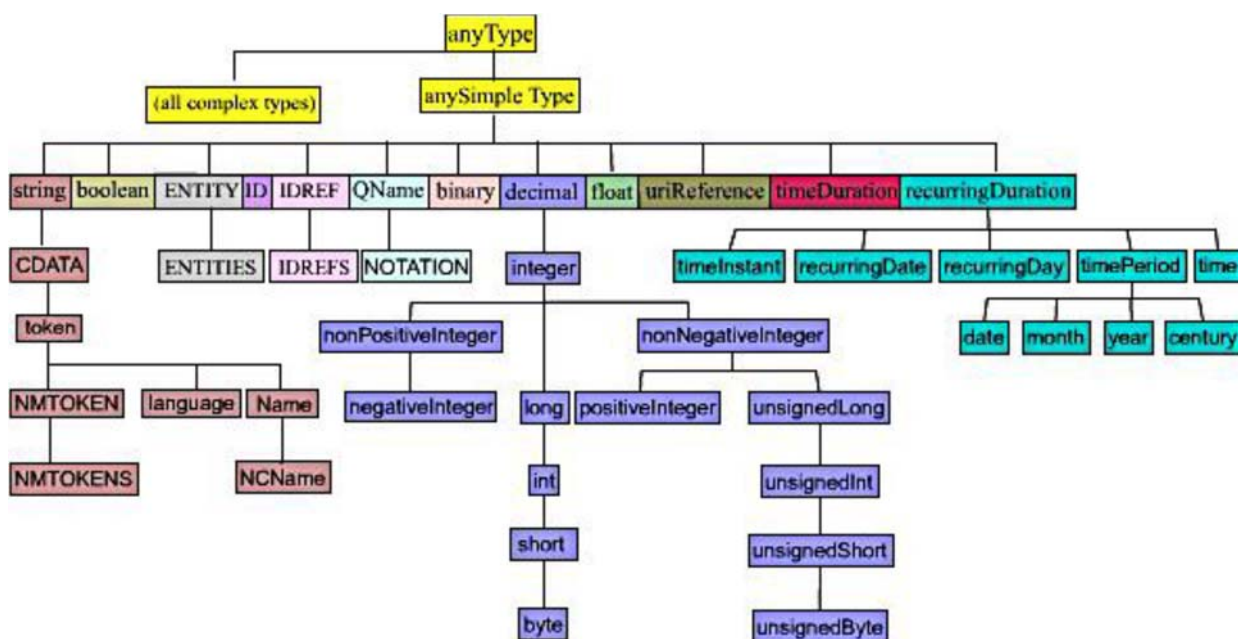 anyType
(all complex types) anySimple Type
string boolean ENTITY ID IDREF QName binary decimal float uriReference timeDuration recurringDuration
CDATA ENTITIES IDREFS NOTATION integer timeInstant recurringDate recurringDay timePeriod time
token nonPositiveInteger nonNegativeInteger date month year century
NMTOKEN language Name negativeInteger long positiveInteger unsignedLong
NMTOKENS NCName int unsignedInt
short unsignedShort
byte unsignedByte